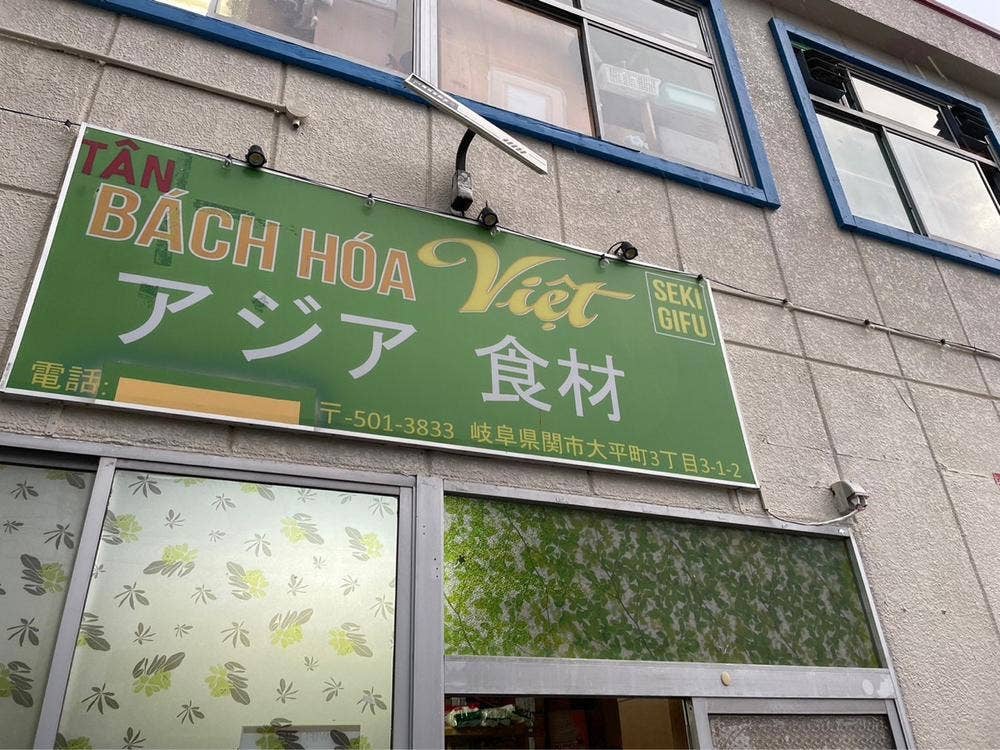 TÂN
BÁCH HÓA Việt
SEKI
GIFU
アジア 食材
電話:
〒-501-3833 岐阜県関市大平町3丁目3-1-2